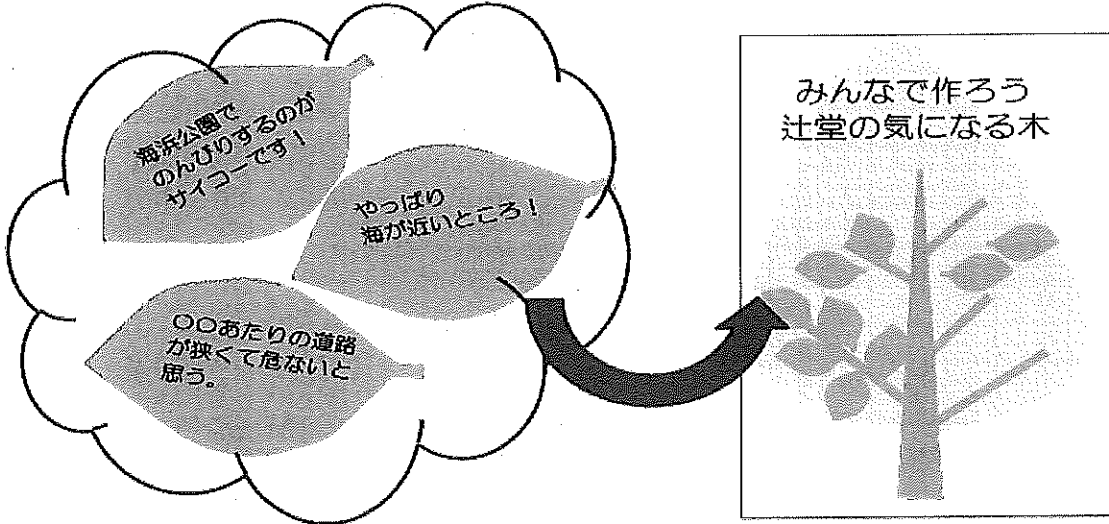 海浜公園で
のんびりするのが
サイコーです！
やっぱり
海が近いところ！
〇〇あたりの道路
が狭くて危ないと
思う。
みんなで作ろう
辻堂の気になる木